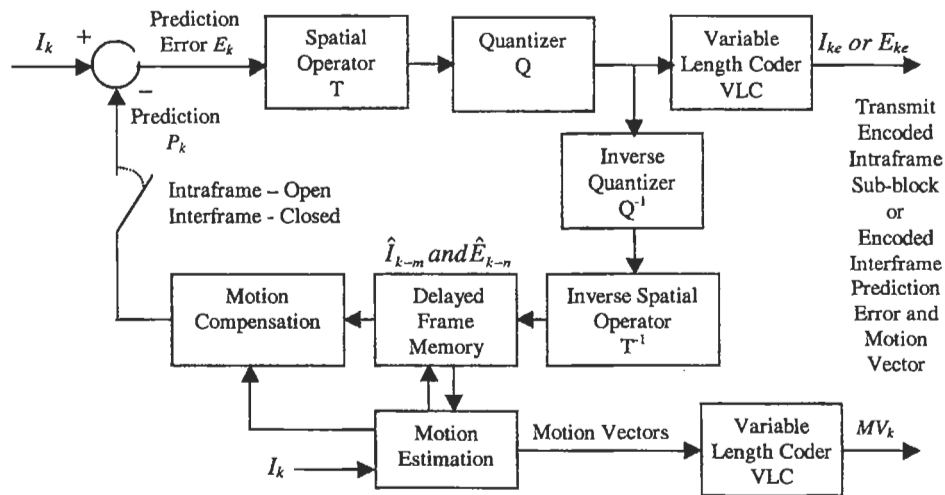 I_k
+
−
Prediction
Error E_k
Spatial
Operator
T
Quantizer
Q
Variable
Length Coder
VLC
I_ke or E_ke
Prediction
P_k
Intraframe – Open
Interframe - Closed
Inverse
Quantizer
Q^-1
Transmit
Encoded
Intraframe
Sub-block
or
Encoded
Interframe
Prediction
Error and
Motion
Vector
Î_k−m and Ê_k−n
Motion
Compensation
Delayed
Frame
Memory
Inverse Spatial
Operator
T^-1
I_k
Motion
Estimation
Motion Vectors
Variable
Length Coder
VLC
MV_k